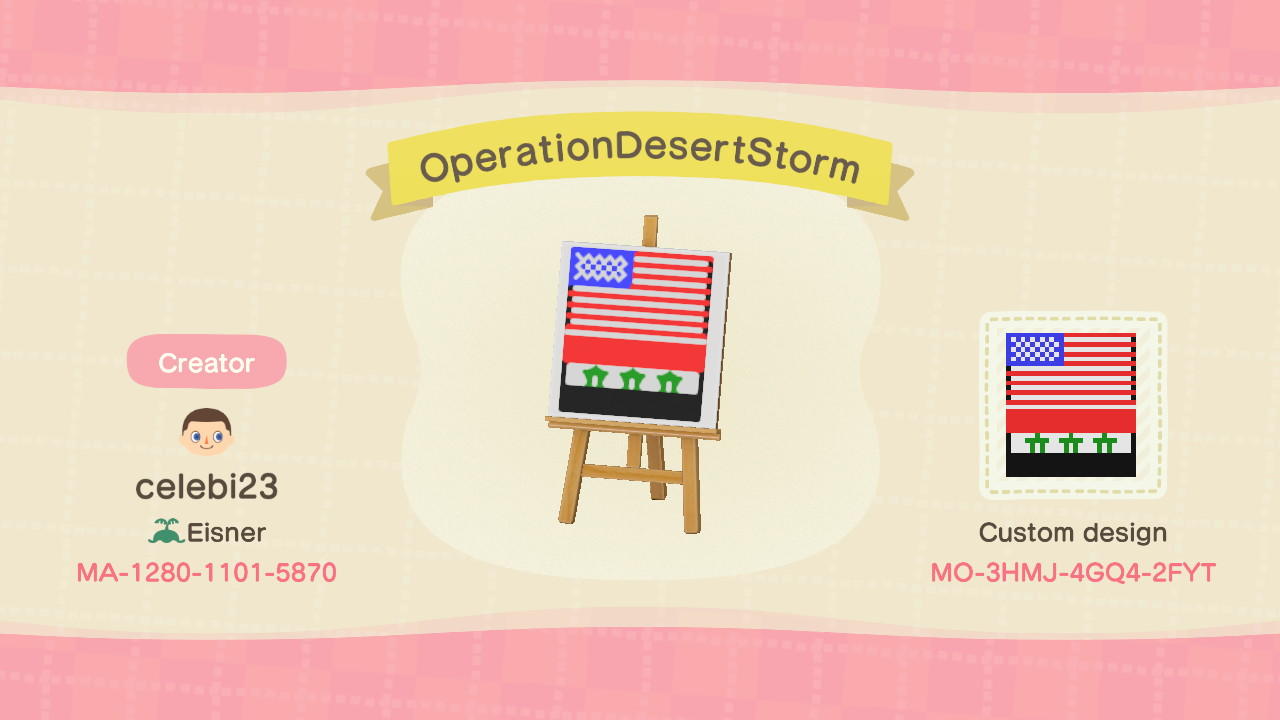 OperationDesertStorm
Creator
celebi23
Eisner
MA-1280-1101-5870
Custom design
MO-3HMJ-4GQ4-2FYT